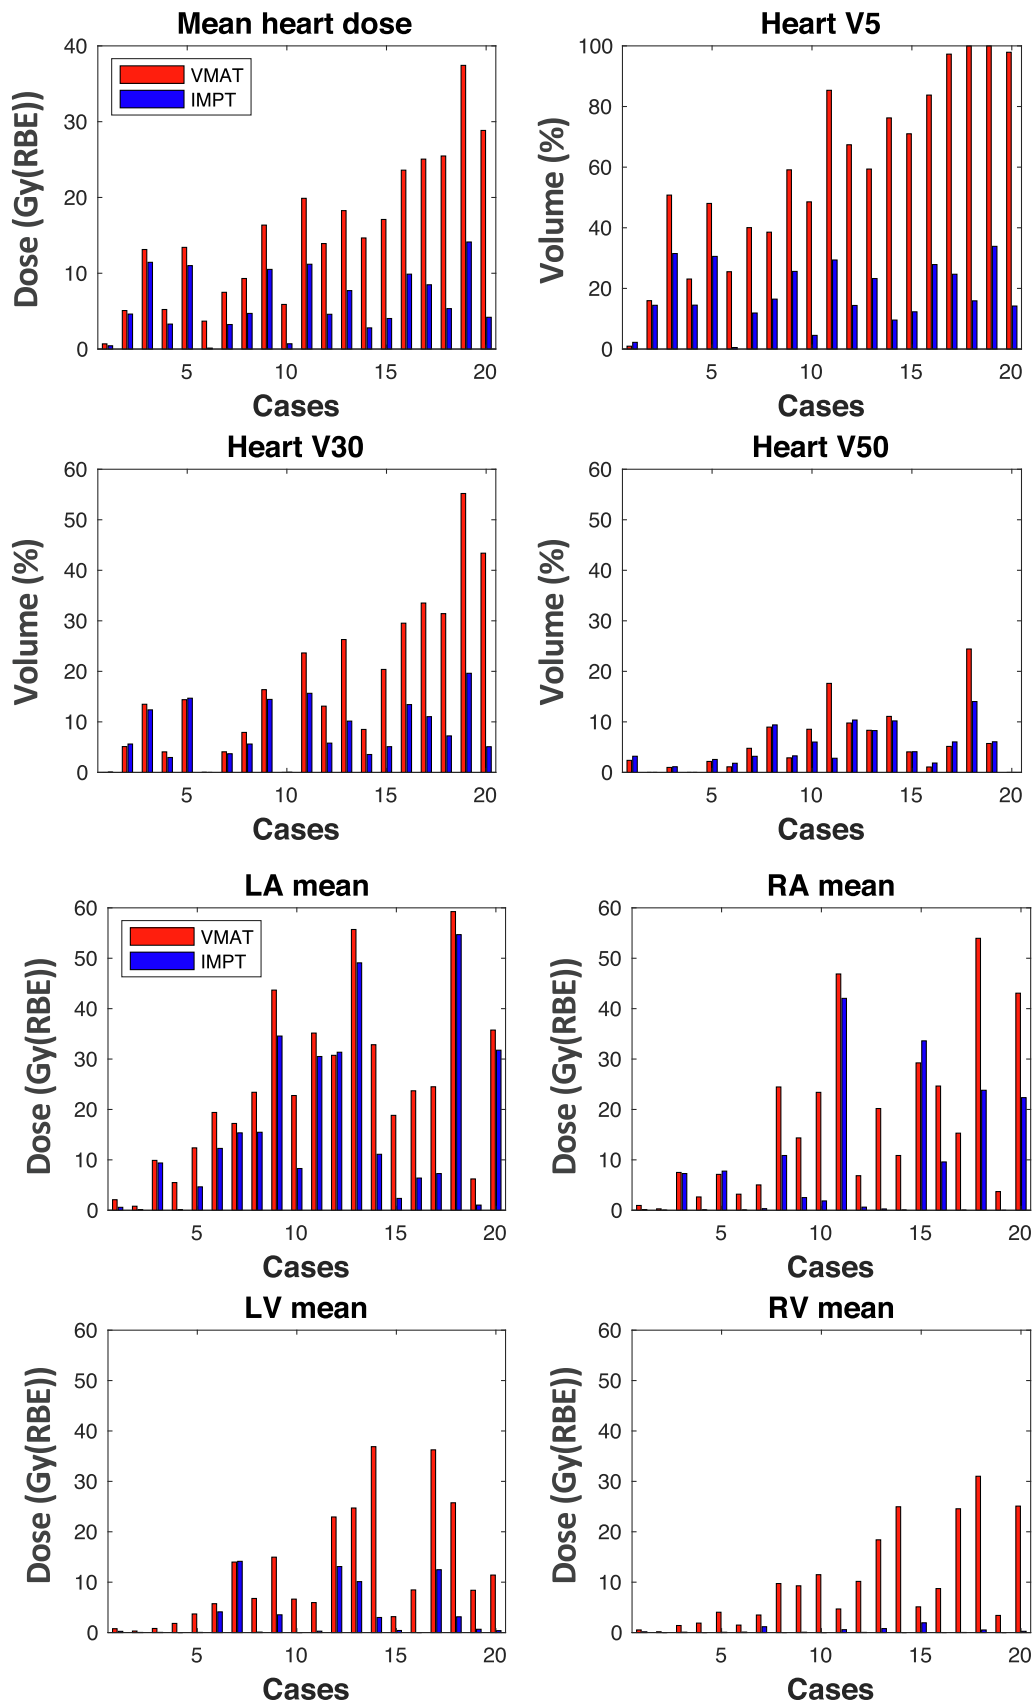 Mean heart dose
Dose (Gy(RBE))
40
30
20
10
0
VMAT
IMPT
5 10 15 20
Cases
Heart V5
Volume (%)
100
80
60
40
20
0
5 10 15 20
Cases
Heart V30
Volume (%)
60
50
40
30
20
10
0
5 10 15 20
Cases
Heart V50
Volume (%)
60
50
40
30
20
10
0
5 10 15 20
Cases
LA mean
Dose (Gy(RBE))
60
50
40
30
20
10
0
VMAT
IMPT
5 10 15 20
Cases
RA mean
Dose (Gy(RBE))
60
50
40
30
20
10
0
5 10 15 20
Cases
LV mean
Dose (Gy(RBE))
60
50
40
30
20
10
0
5 10 15 20
Cases
RV mean
Dose (Gy(RBE))
60
50
40
30
20
10
0
5 10 15 20
Cases